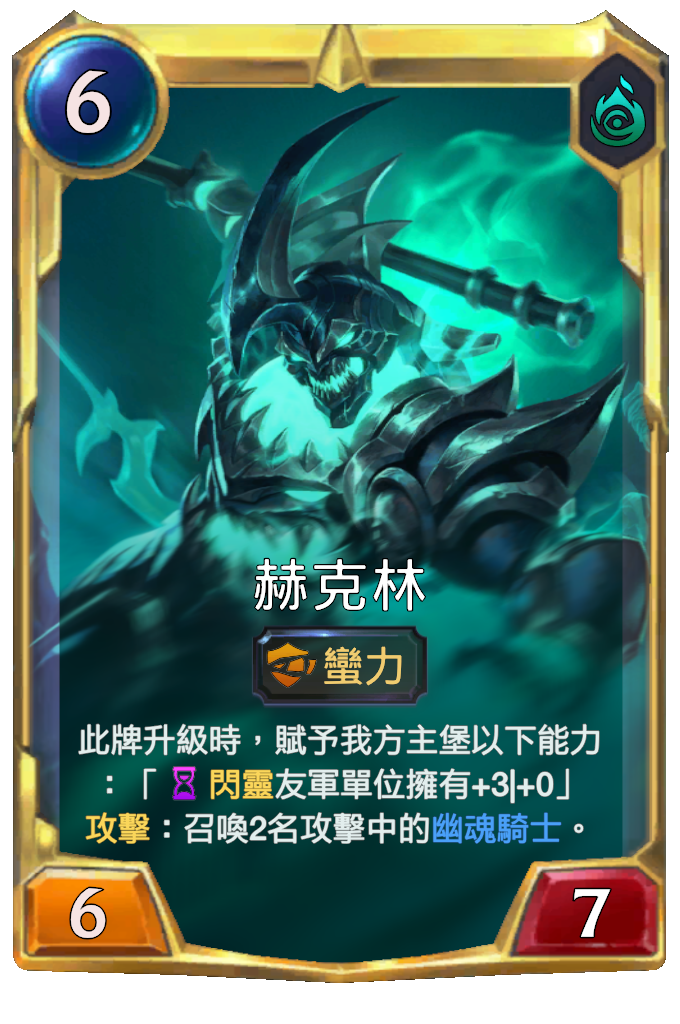 6
赫克林
蠻力
此牌升級時，賦予我方主堡以下能力
：「閃靈友軍單位擁有+3|+0」
攻擊：召喚2名攻擊中的幽魂騎士。
6
7